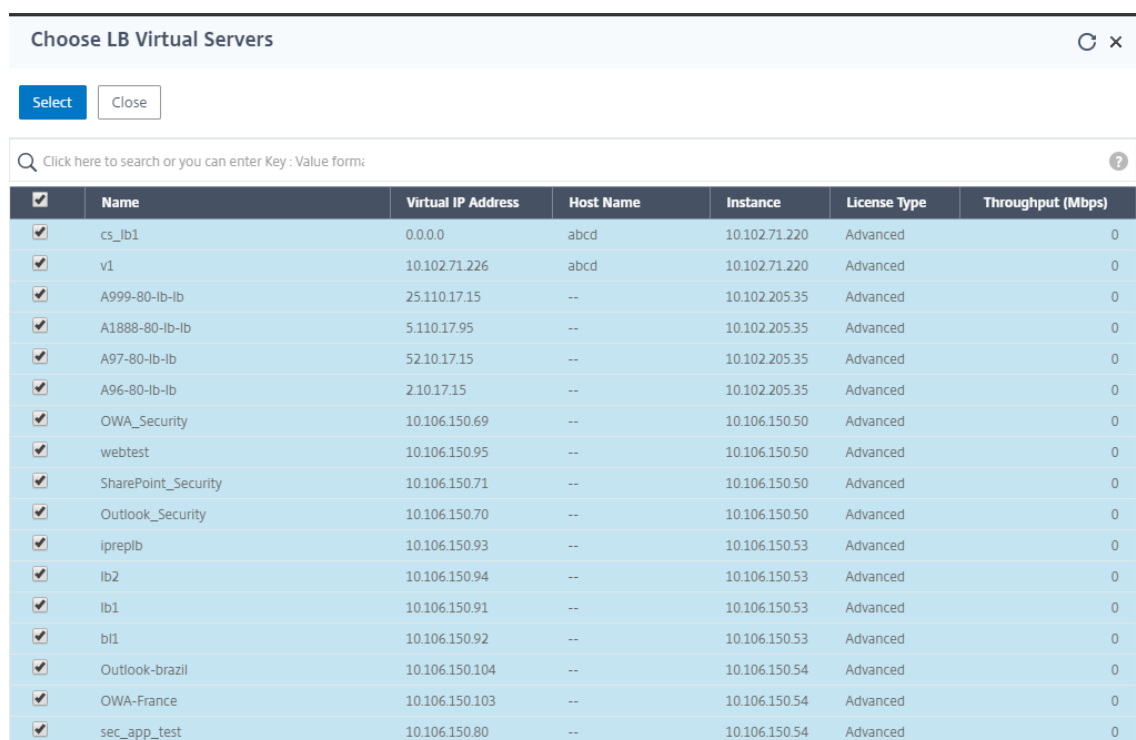 Choose LB Virtual Servers
Select Close
Click here to search or you can enter Key : Value forma
Name Virtual IP Address Host Name Instance License Type Throughput (Mbps)
cs_lb1 0.0.0.0 abcd 10.102.71.220 Advanced 0
v1 10.102.71.226 abcd 10.102.71.220 Advanced 0
A999-80-lb-lb 25.110.17.15 -- 10.102.205.35 Advanced 0
A1888-80-lb-lb 5.110.17.95 -- 10.102.205.35 Advanced 0
A97-80-lb-lb 52.10.17.15 -- 10.102.205.35 Advanced 0
A96-80-lb-lb 2.10.17.15 -- 10.102.205.35 Advanced 0
OWA_Security 10.106.150.69 -- 10.106.150.50 Advanced 0
webtest 10.106.150.95 -- 10.106.150.50 Advanced 0
SharePoint_Security 10.106.150.71 -- 10.106.150.50 Advanced 0
Outlook_Security 10.106.150.70 -- 10.106.150.50 Advanced 0
ipreplb 10.106.150.93 -- 10.106.150.53 Advanced 0
lb2 10.106.150.94 -- 10.106.150.53 Advanced 0
lb1 10.106.150.91 -- 10.106.150.53 Advanced 0
bl1 10.106.150.92 -- 10.106.150.53 Advanced 0
Outlook-brazil 10.106.150.104 -- 10.106.150.54 Advanced 0
OWA-France 10.106.150.103 -- 10.106.150.54 Advanced 0
sec_app_test 10.106.150.80 -- 10.106.150.54 Advanced 0